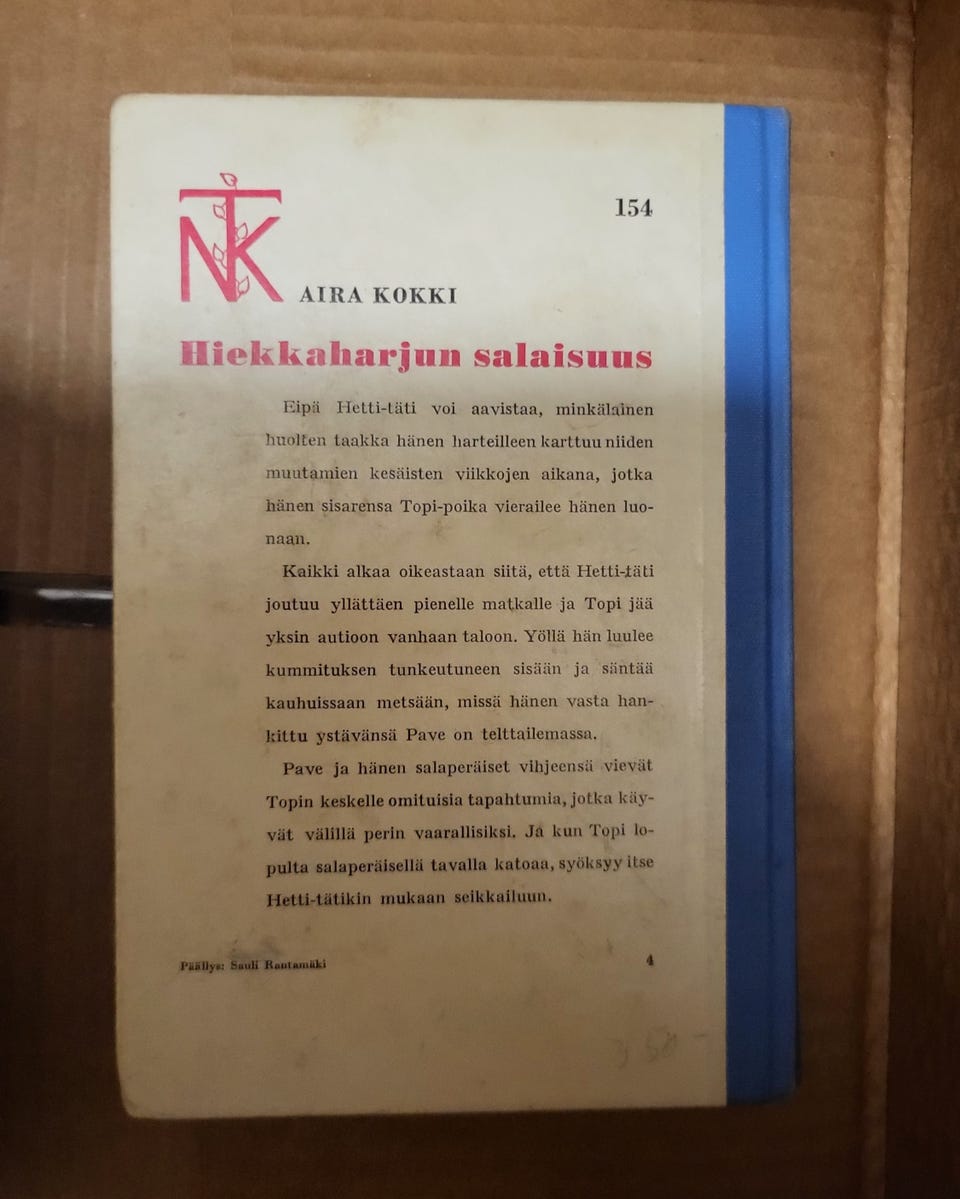 NTK
154
AIRA KOKKI
Hiekkaharjun salaisuus
Eipä Hetti-täti voi aavistaa, minkälainen
huolten taakka hänen harteilleen karttuu niiden
muutamien kesäisten viikkojen aikana, jotka
hänen sisarensa Topi-poika vierailee hänen luo-
naan.
Kaikki alkaa oikeastaan siitä, että Hetti-täti
joutuu yllättäen pienelle matkalle ja Topi jää
yksin autioon vanhaan taloon. Yöllä hän luulee
kummituksen tunkeutuneen sisään ja säntää
kauhuissaan metsään, missä hänen vasta han-
kittu ystävänsä Pave on telttailemassa.
Pave ja hänen salaperäiset vihjeensä vievät
Topin keskelle omituisia tapahtumia, jotka käy-
vät välillä perin vaarallisiksi. Ja kun Topi lo-
pulta salaperäisellä tavalla katoaa, syöksyy itse
Hetti-tätikin mukaan seikkailuun.
Päällys: Sauli Rautamäki
4